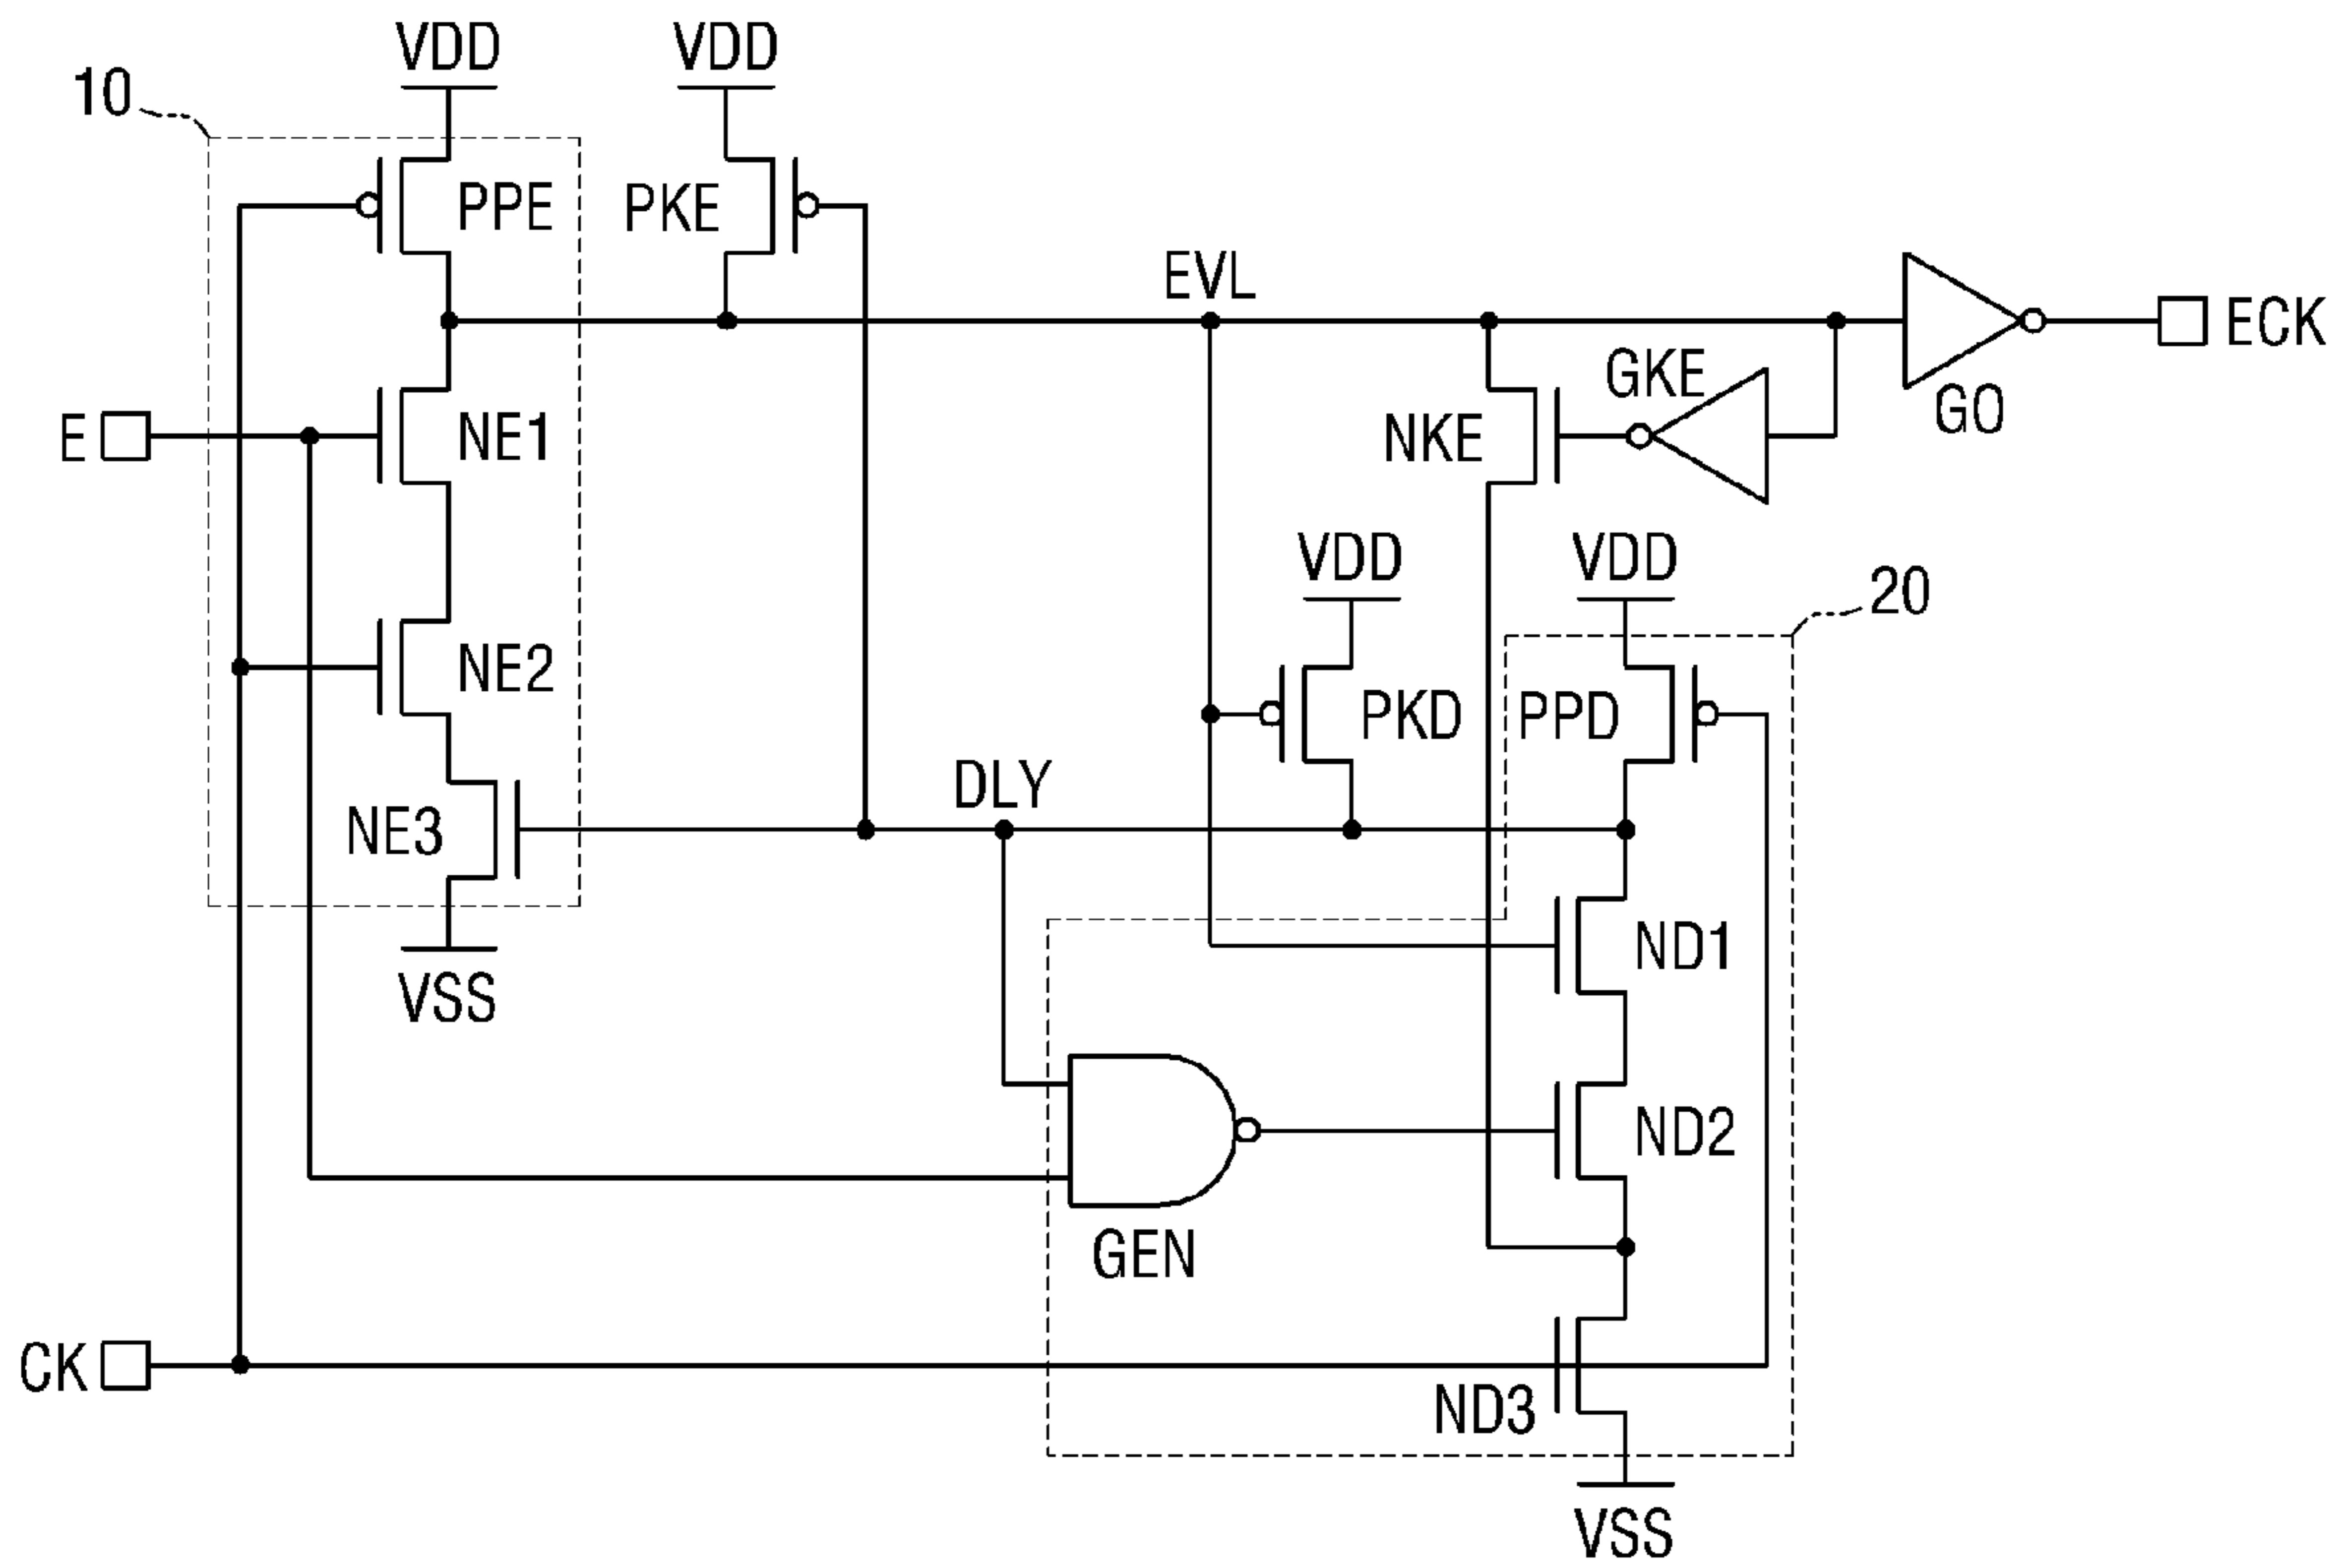 VDD
VDD
10
PPE
PKE
EVL
ECK
GKE
GO
E
NE1
NKE
VDD
VDD
20
NE2
PKD
PPD
DLY
NE3
ND1
VSS
ND2
GEN
CK
ND3
VSS